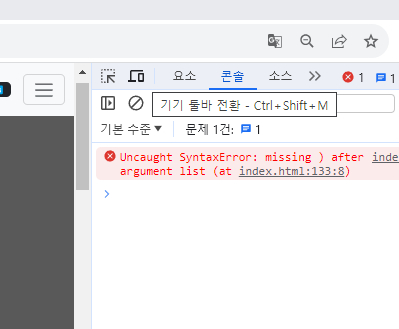 요소 콘솔 소스 1 1
기기 툴바 전환 - Ctrl+Shift+M
기본 수준 문제 1건: 1
Uncaught SyntaxError: missing ) after inde
argument list (at index.html:133:8)